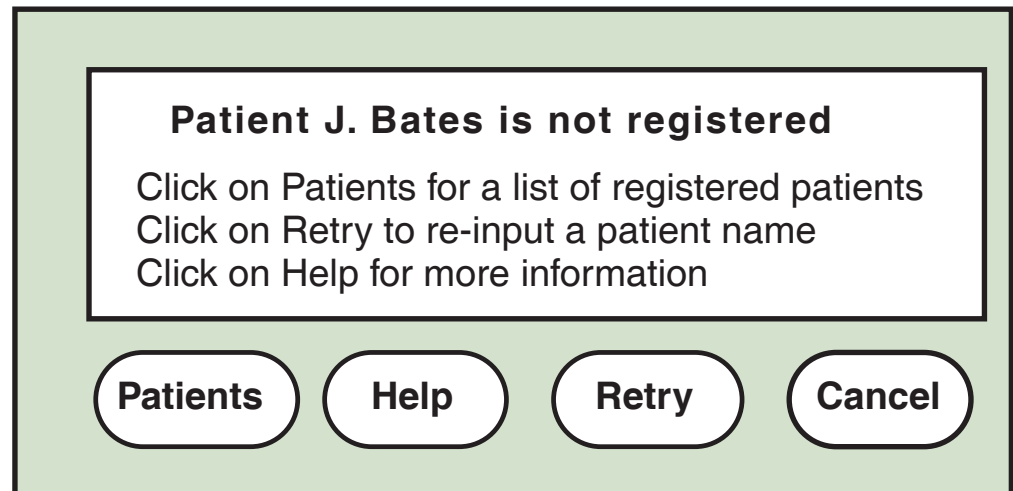 Patient J. Bates is not registered
Click on Patients for a list of registered patients
Click on Retry to re-input a patient name
Click on Help for more information
Patients Help Retry Cancel